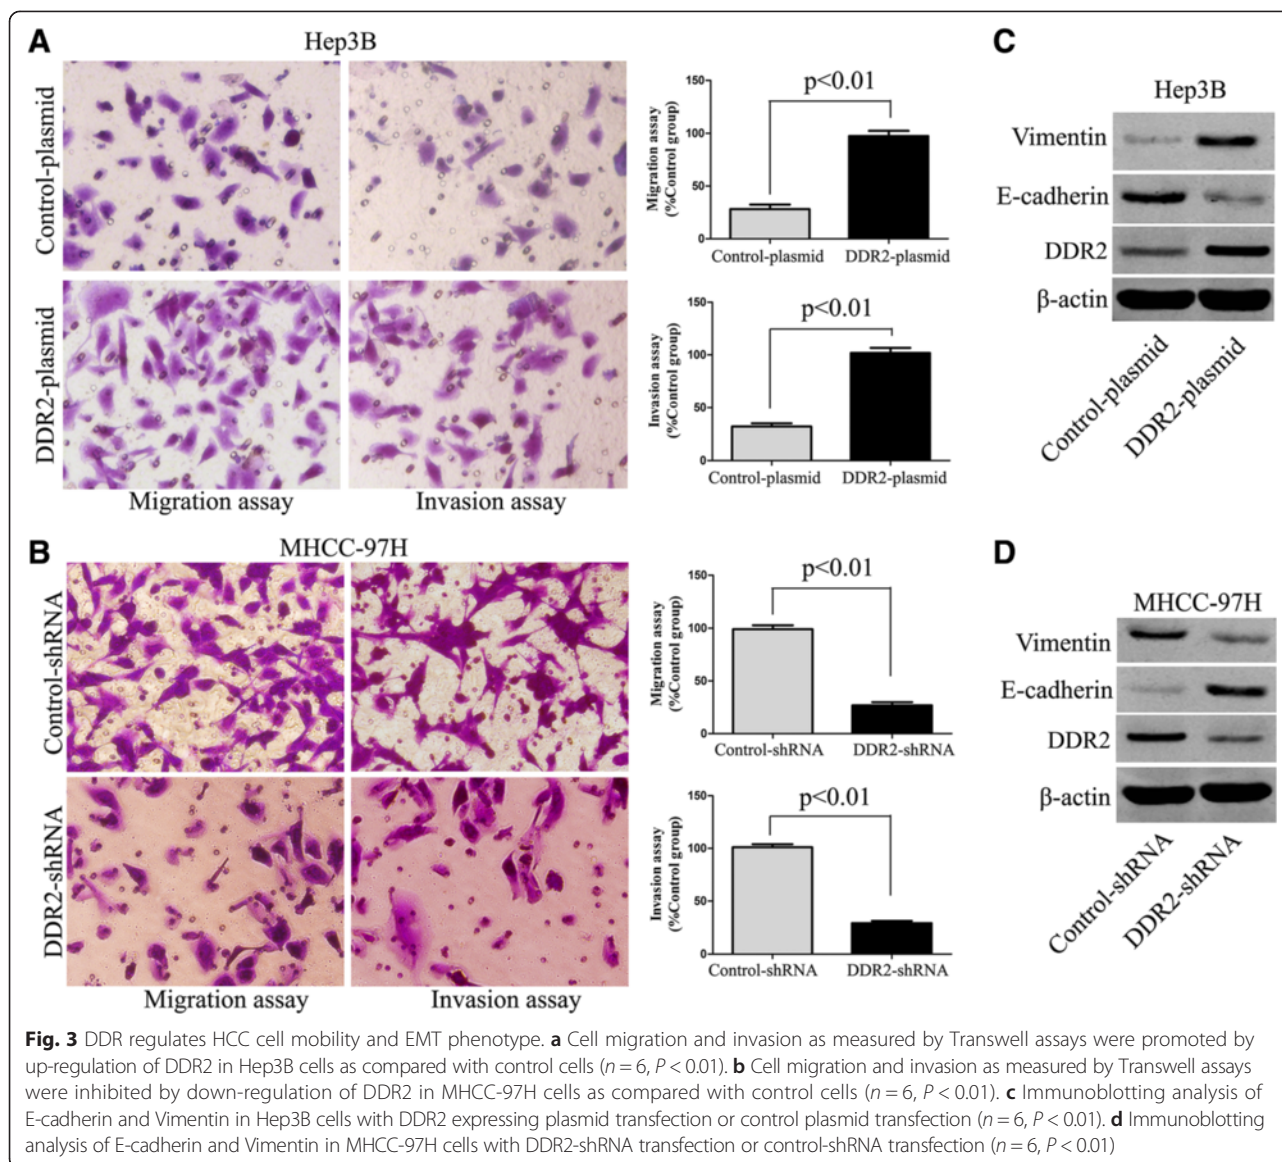 A
Hep3B
Control-plasmid
DDR2-plasmid
Migration assay
Invasion assay
Migration assay
(%Control group)
150
100
50
0
p<0.01
Control-plasmid
DDR2-plasmid
Invasion assay
(%Control group)
150
100
50
0
p<0.01
Control-plasmid
DDR2-plasmid
C
Hep3B
Vimentin
E-cadherin
DDR2
β-actin
Control-plasmid
DDR2-plasmid
B
MHCC-97H
Control-shRNA
DDR2-shRNA
Migration assay
Invasion assay
Migration assay
(%Control group)
150
100
50
0
p<0.01
Control-shRNA
DDR2-shRNA
Invasion assay
(%Control group)
150
100
50
0
p<0.01
Control-shRNA
DDR2-shRNA
D
MHCC-97H
Vimentin
E-cadherin
DDR2
β-actin
Control-shRNA
DDR2-shRNA
Fig. 3 DDR regulates HCC cell mobility and EMT phenotype. a Cell migration and invasion as measured by Transwell assays were promoted by
up-regulation of DDR2 in Hep3B cells as compared with control cells (n = 6, P < 0.01). b Cell migration and invasion as measured by Transwell assays
were inhibited by down-regulation of DDR2 in MHCC-97H cells as compared with control cells (n = 6, P < 0.01). c Immunoblotting analysis of
E-cadherin and Vimentin in Hep3B cells with DDR2 expressing plasmid transfection or control plasmid transfection (n = 6, P < 0.01). d Immunoblotting
analysis of E-cadherin and Vimentin in MHCC-97H cells with DDR2-shRNA transfection or control-shRNA transfection (n = 6, P < 0.01)